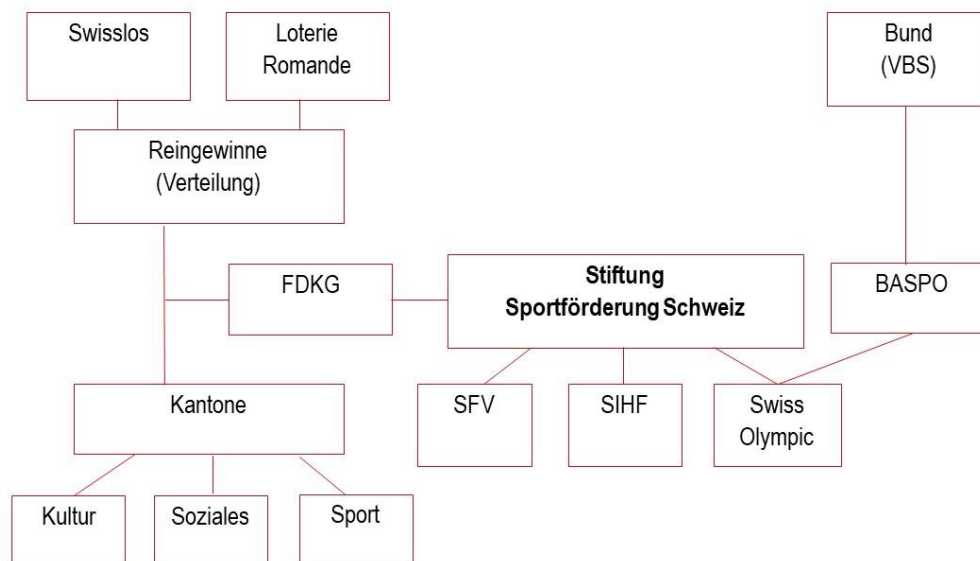 Swisslos
Loterie
Romande
Bund
(VBS)
Reingewinne
(Verteilung)
FDKG
Stiftung
Sportförderung Schweiz
BASPO
Kantone
SFV
SIHF
Swiss
Olympic
Kultur
Soziales
Sport